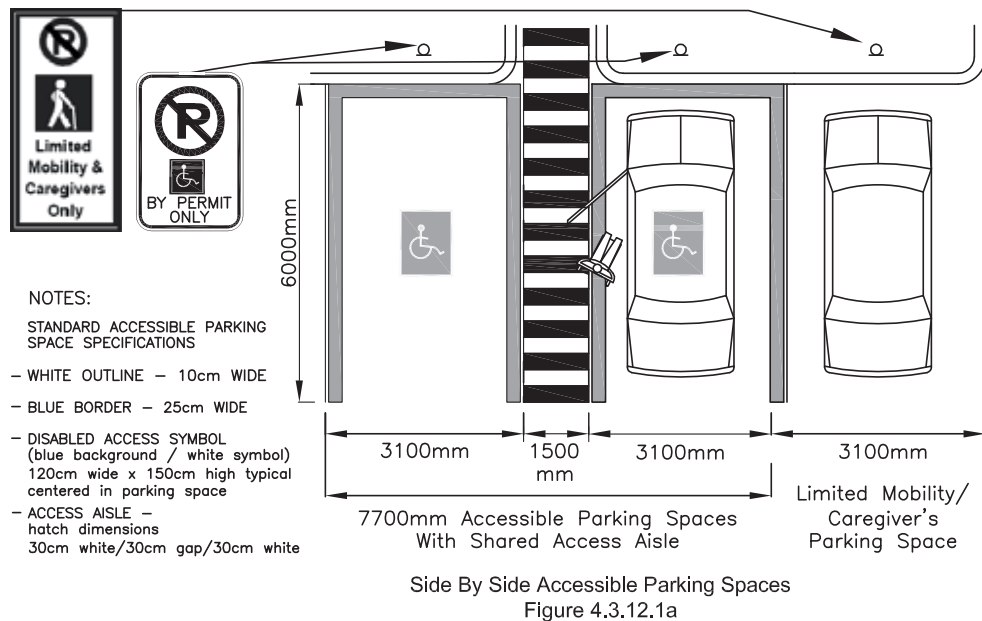 Limited
Mobility &
Caregivers
Only
P
BY PERMIT
ONLY
6000mm
NOTES:
STANDARD ACCESSIBLE PARKING
SPACE SPECIFICATIONS
– WHITE OUTLINE – 10cm WIDE
– BLUE BORDER – 25cm WIDE
– DISABLED ACCESS SYMBOL
(blue background / white symbol)
120cm wide x 150cm high typical
centered in parking space
– ACCESS AISLE –
hatch dimensions
30cm white/30cm gap/30cm white
3100mm
1500
mm
3100mm
3100mm
7700mm Accessible Parking Spaces
With Shared Access Aisle
Limited Mobility/
Caregiver's
Parking Space
Side By Side Accessible Parking Spaces
Figure 4.3.12.1a